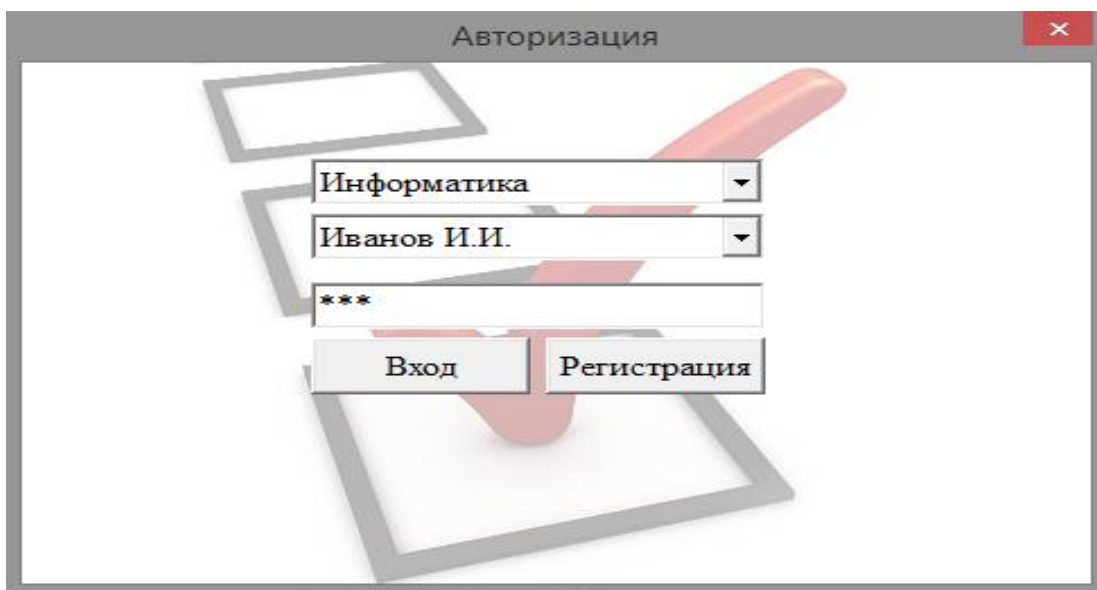 Авторизация
Информатика
Иванов И.И.
***
Вход Регистрация